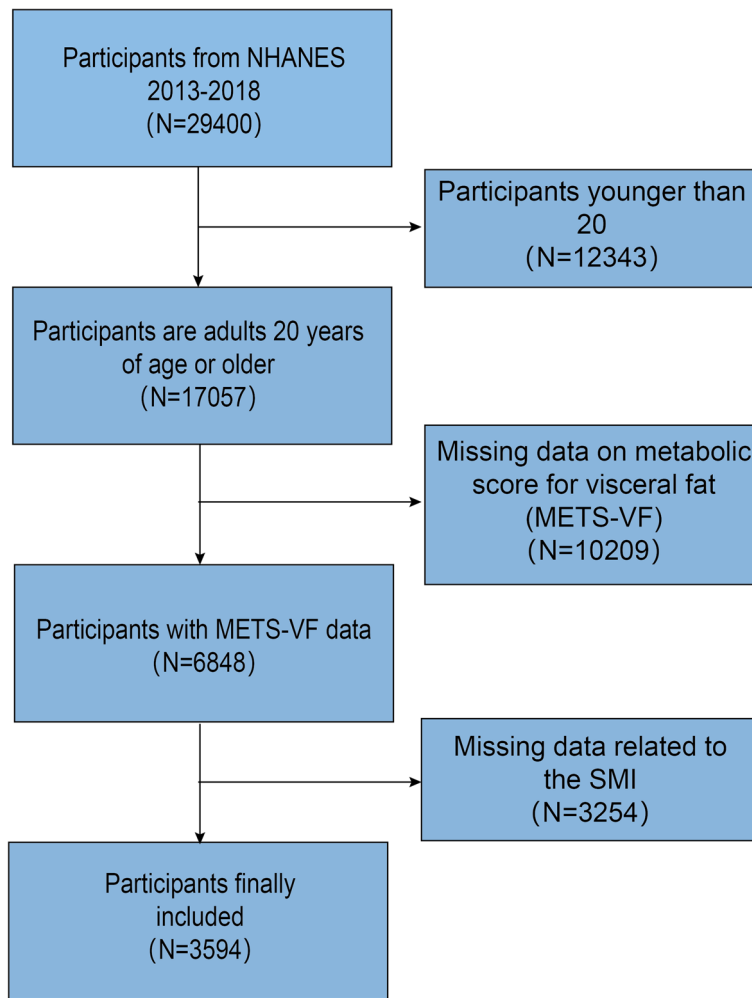 Participants from NHANES
2013-2018
(N=29400)
Participants younger than
20
(N=12343)
Participants are adults 20 years
of age or older
(N=17057)
Missing data on metabolic
score for visceral fat
(METS-VF)
(N=10209)
Participants with METS-VF data
(N=6848)
Missing data related to
the SMI
(N=3254)
Participants finally
included
(N=3594)